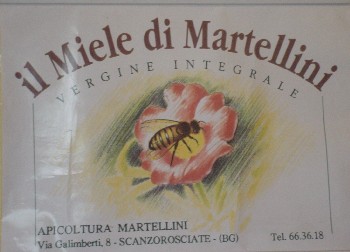 il Miele di Martellini
VERGINE INTEGRALE
APICOLTURA MARTELLINI
Via Galimberti, 8 - SCANZOROSCIATE - (BG) Tel. 66.36.18